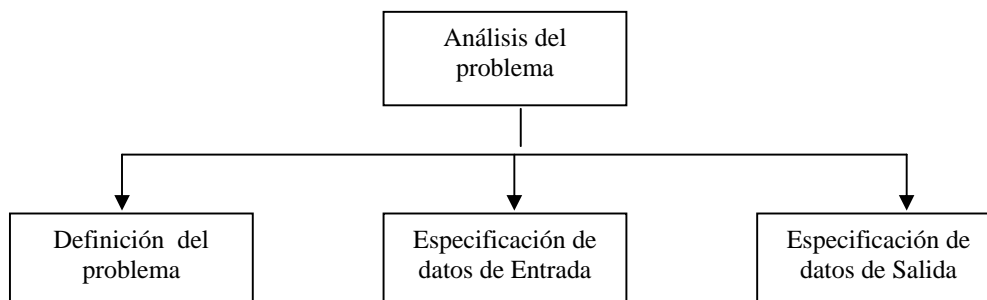 Análisis del
problema
Definición del
problema
Especificación de
datos de Entrada
Especificación de
datos de Salida